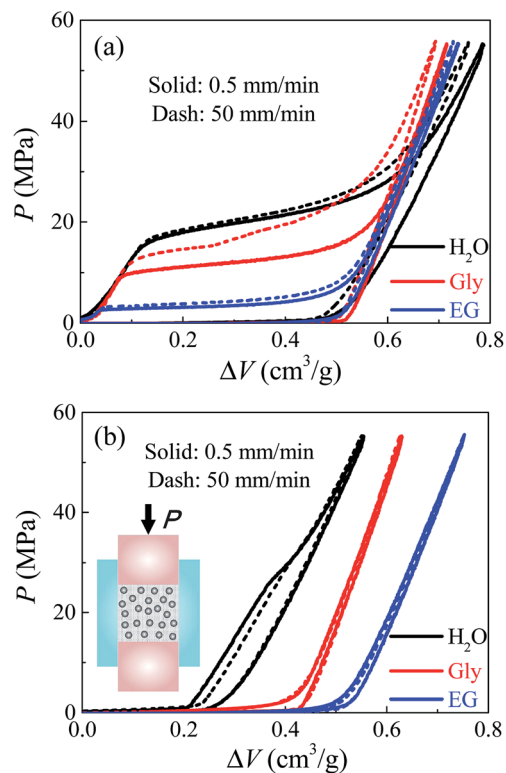 (a)
Solid: 0.5 mm/min
Dash: 50 mm/min
P (MPa)
60
40
20
0
H₂O
Gly
EG
0.0 0.2 0.4 0.6 0.8
ΔV (cm³/g)
(b)
Solid: 0.5 mm/min
Dash: 50 mm/min
P
P (MPa)
60
40
20
0
H₂O
Gly
EG
0.0 0.2 0.4 0.6 0.8
ΔV (cm³/g)